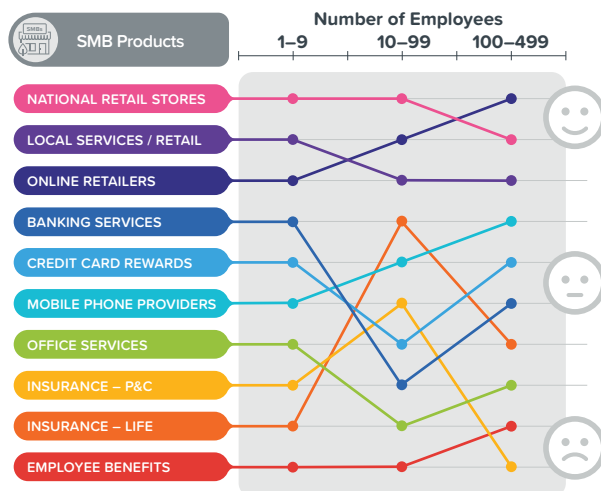 Number of Employees
SMBs
SMB Products
1–9
10–99
100–499
NATIONAL RETAIL STORES
LOCAL SERVICES / RETAIL
ONLINE RETAILERS
BANKING SERVICES
CREDIT CARD REWARDS
MOBILE PHONE PROVIDERS
OFFICE SERVICES
INSURANCE – P&C
INSURANCE – LIFE
EMPLOYEE BENEFITS